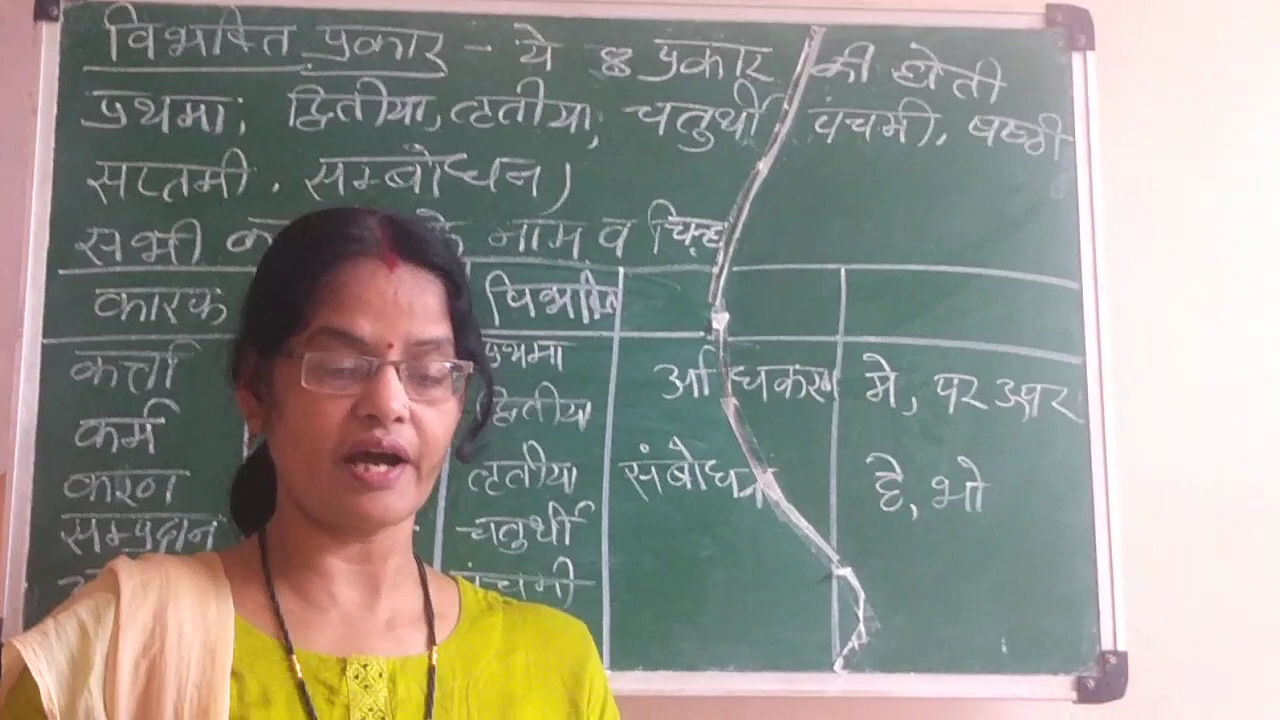 विभक्ति प्रकार - ये 8 प्रकार की होती
प्रथमा, द्वितीया, तृतीया, चतुर्थी पंचमी, षष्ठी
सप्तमी, सम्बोधन)
सभी के नाम व चिन्ह
कारक विभक्ति
कर्त्ता प्रथमा अधिकरण मे, पर ऊपर
कर्म द्वितीया
करण तृतीया संबोधन हे, भो
सम्प्रदान चतुर्थी
पंचमी